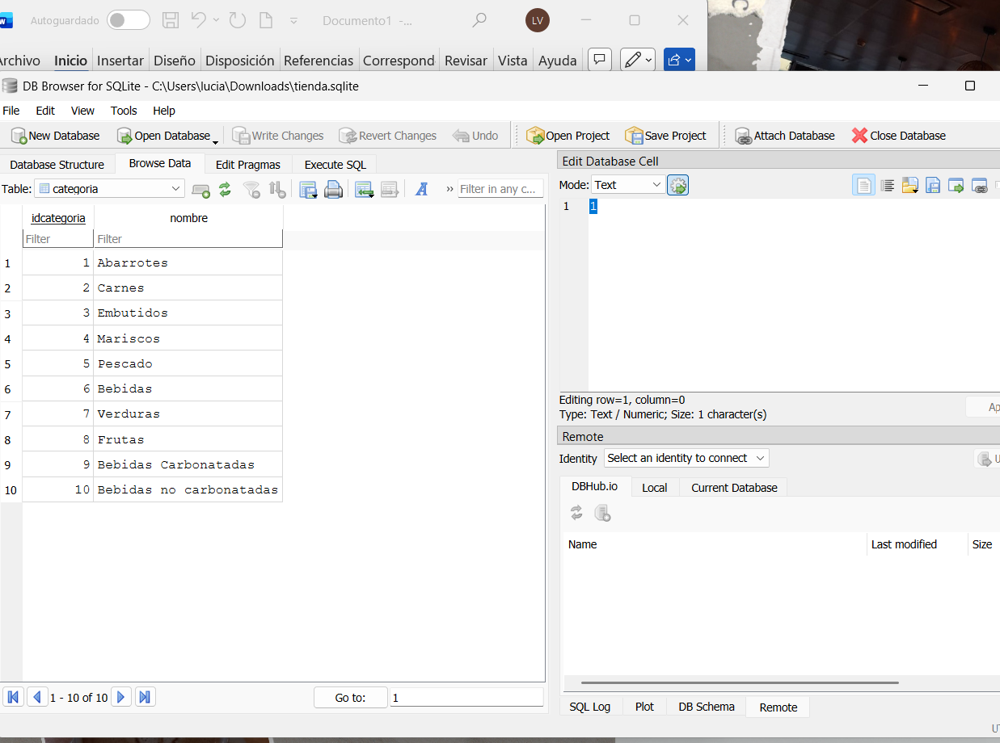 W Autoguardado Documento1 -... LV
Archivo Inicio Insertar Diseño Disposición Referencias Correspond Revisar Vista Ayuda
DB Browser for SQLite - C:\Users\lucia\Downloads\tienda.sqlite
File Edit View Tools Help
New Database Open Database Write Changes Revert Changes Undo Open Project Save Project Attach Database Close Database
Database Structure Browse Data Edit Pragmas Execute SQL
Table: categoria A » Filter in any c...
idcategoria nombre
Filter Filter
1 1 Abarrotes
2 2 Carnes
3 3 Embutidos
4 4 Mariscos
5 5 Pescado
6 6 Bebidas
7 7 Verduras
8 8 Frutas
9 9 Bebidas Carbonatadas
10 10 Bebidas no carbonatadas
1 - 10 of 10 Go to: 1
Edit Database Cell
Mode: Text
1 1
Editing row=1, column=0
Type: Text / Numeric; Size: 1 character(s)
Ap
Remote
Identity Select an identity to connect U
DBHub.io Local Current Database
Name Last modified Size
SQL Log Plot DB Schema Remote
UT